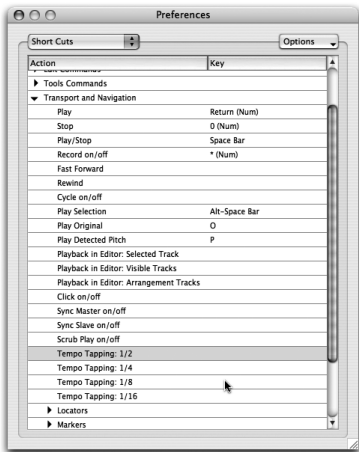 Preferences
Short Cuts Options
Action Key
Edit Commands
Tools Commands
Transport and Navigation
Play Return (Num)
Stop 0 (Num)
Play/Stop Space Bar
Record on/off * (Num)
Fast Forward
Rewind
Cycle on/off
Play Selection Alt-Space Bar
Play Original O
Play Detected Pitch P
Playback in Editor: Selected Track
Playback in Editor: Visible Tracks
Playback in Editor: Arrangement Tracks
Click on/off
Sync Master on/off
Sync Slave on/off
Scrub Play on/off
Tempo Tapping: 1/2
Tempo Tapping: 1/4
Tempo Tapping: 1/8
Tempo Tapping: 1/16
Locators
Markers